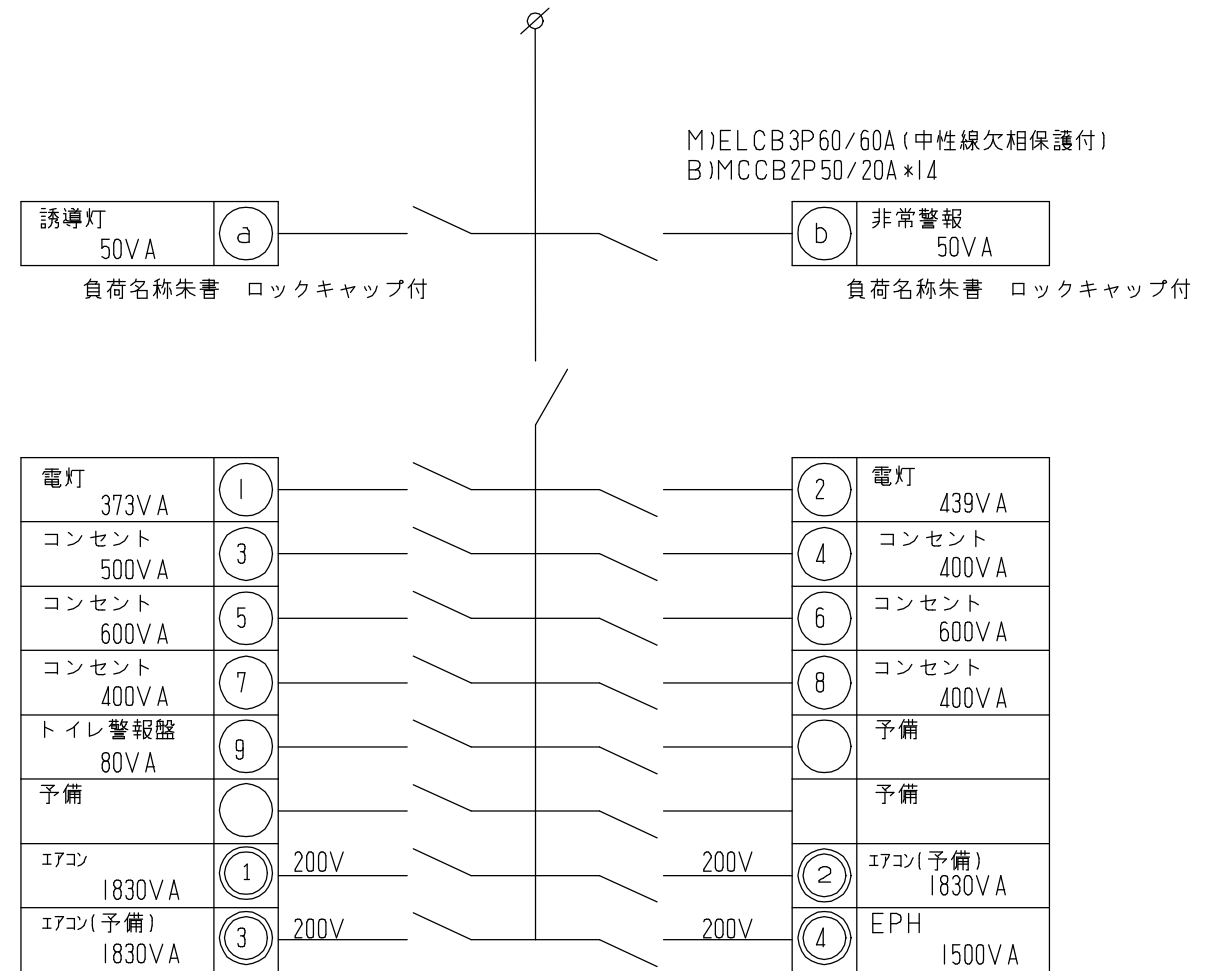 M)ELCB3P60/60A(中性線欠相保護付)
B)MCCB2P50/20A*14
誘導灯
50VA
a
b
非常警報
50VA
負荷名称朱書 ロックキャップ付
負荷名称朱書 ロックキャップ付
電灯
373VA
1
2
電灯
439VA
コンセント
500VA
3
4
コンセント
400VA
コンセント
600VA
5
6
コンセント
600VA
コンセント
400VA
7
8
コンセント
400VA
トイレ警報盤
80VA
9
予備
予備
予備
エアコン
1830VA
1
200V
200V
2
エアコン(予備)
1830VA
エアコン(予備)
1830VA
3
200V
200V
4
EPH
1500VA